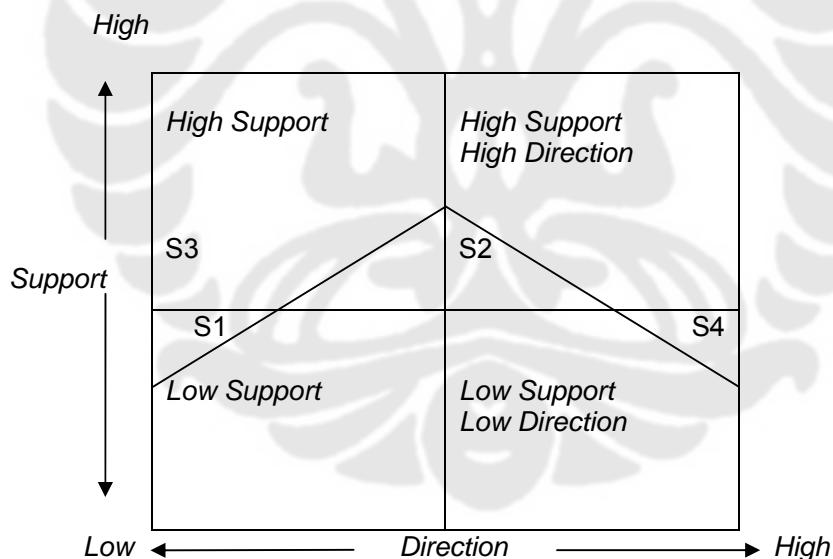 High
High Support
High Support
High Direction
S3
S2
Support
S1
S4
Low Support
Low Support
Low Direction
Low
Direction
High